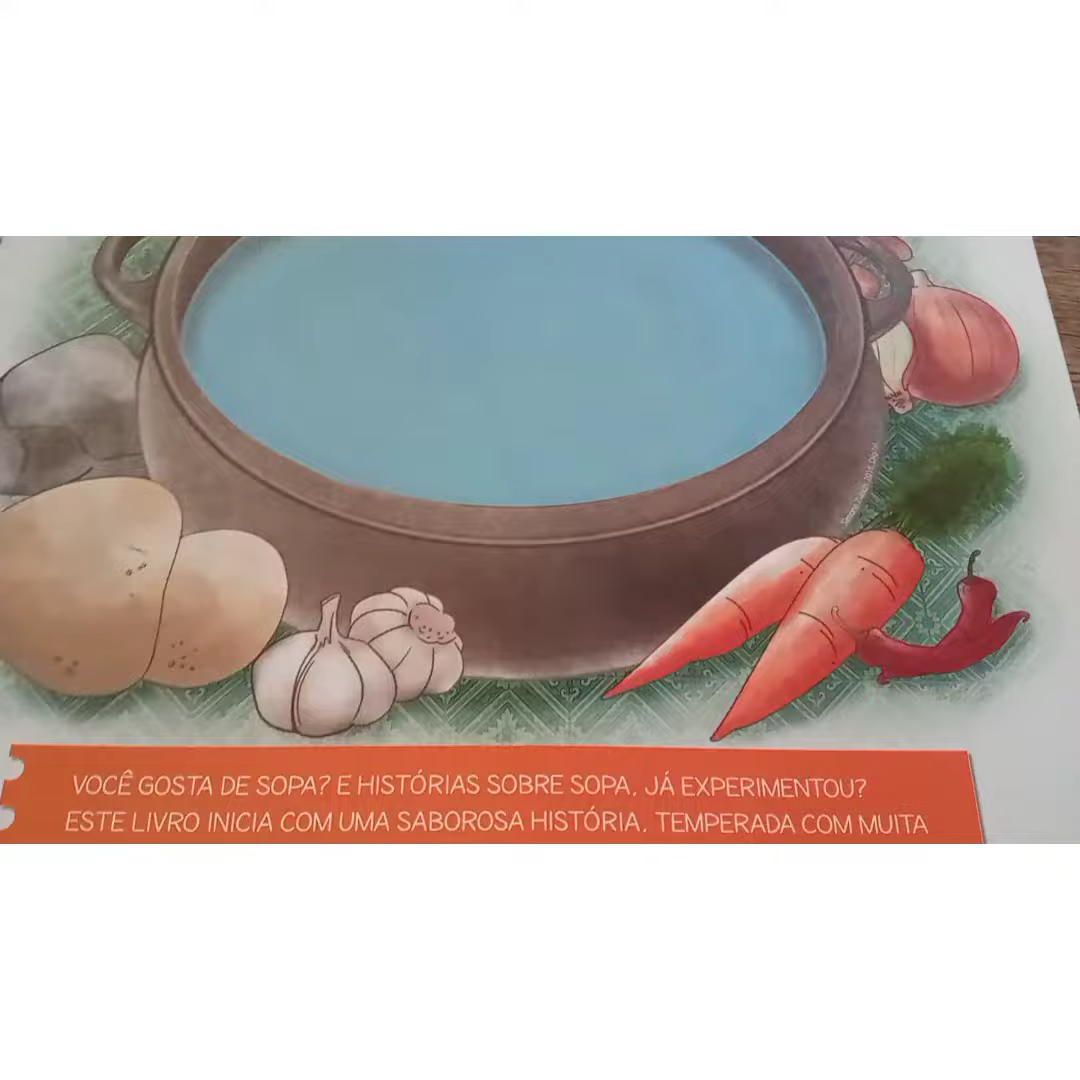 VOCÊ GOSTA DE SOPA? E HISTÓRIAS SOBRE SOPA, JÁ EXPERIMENTOU?
ESTE LIVRO INICIA COM UMA SABOROSA HISTÓRIA, TEMPERADA COM MUITA